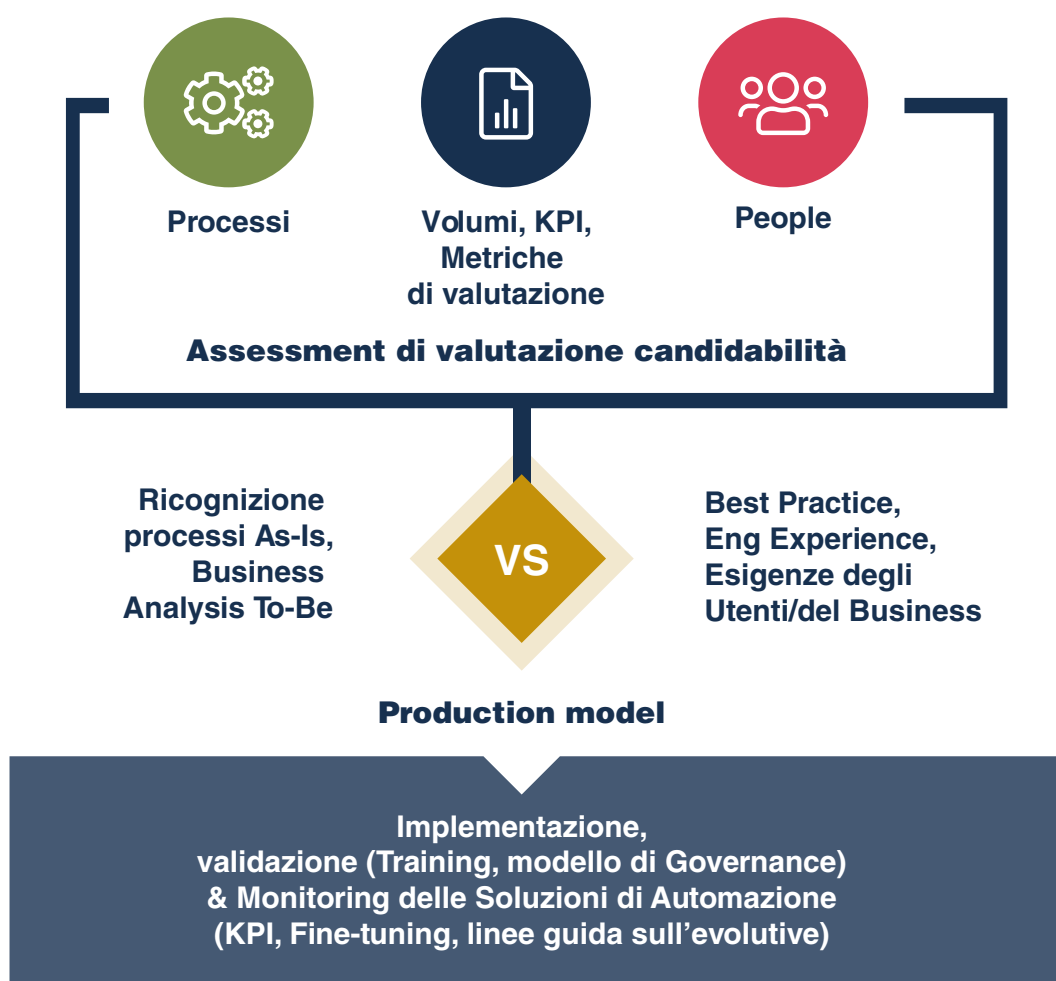 Processi
Volumi, KPI,
Metriche
di valutazione
People
Assessment di valutazione candidabilità
Ricognizione
processi As-Is,
Business
Analysis To-Be
VS
Best Practice,
Eng Experience,
Esigenze degli
Utenti/del Business
Production model
Implementazione,
validazione (Training, modello di Governance)
& Monitoring delle Soluzioni di Automazione
(KPI, Fine-tuning, linee guida sull’evolutive)